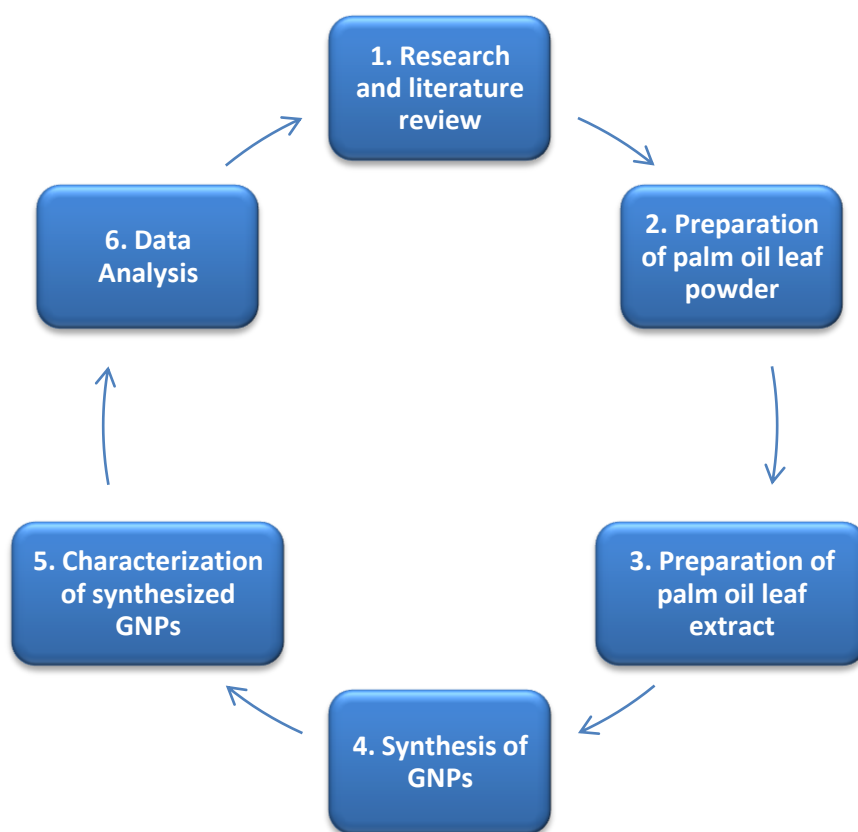 1. Research
and literature
review
2. Preparation
of palm oil leaf
powder
3. Preparation of
palm oil leaf
extract
4. Synthesis of
GNPs
5. Characterization
of synthesized
GNPs
6. Data
Analysis